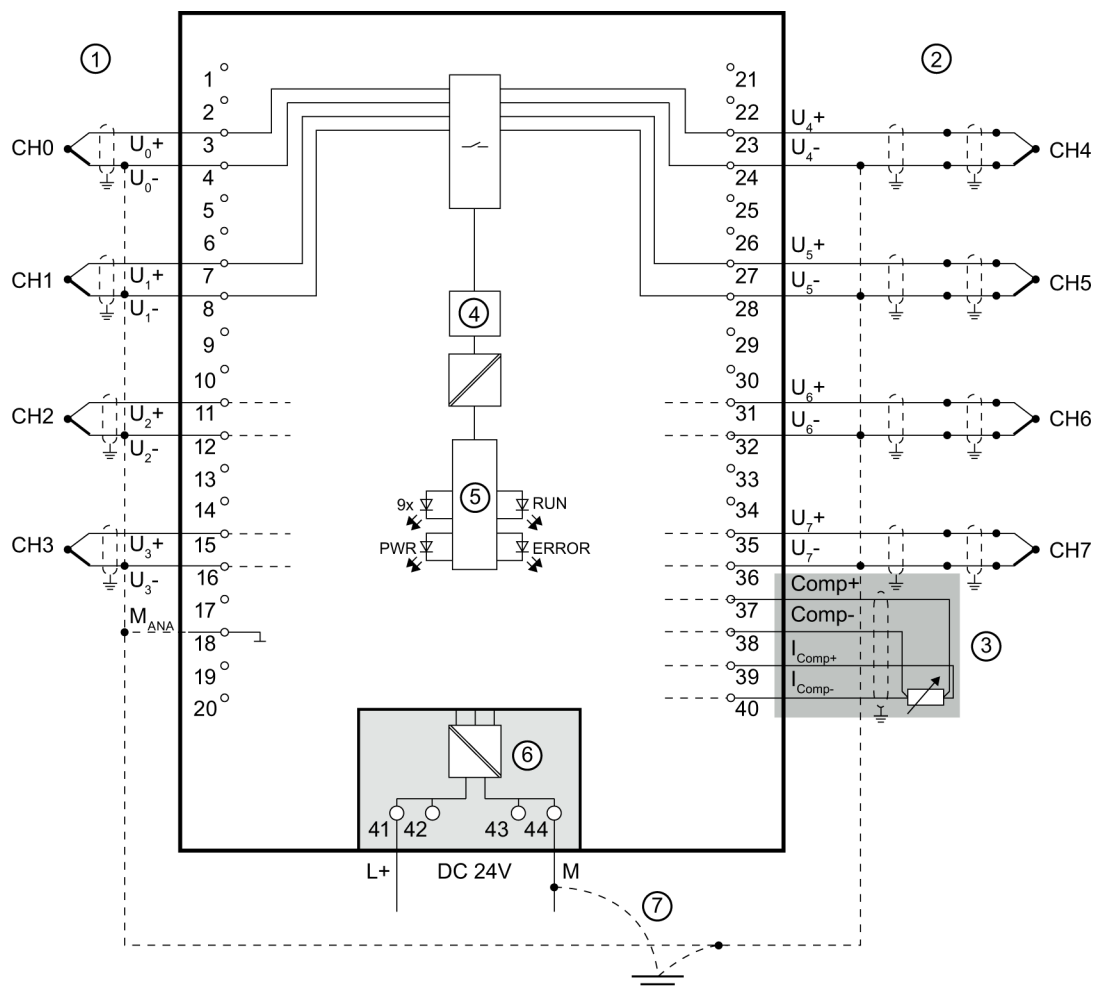 ① ②
1 21
2 22
CH0 U₀+ 3 23 U₄+ CH4
U₀- 4 24 U₄-
5 25
6 26
CH1 U₁+ 7 27 U₅+ CH5
U₁- 8 28 U₅-
④
9 29
10 30
CH2 U₂+ 11 31 U₆+ CH6
U₂- 12 32 U₆-
13 33
⑤
9x RUN
14 34
CH3 U₃+ 15 35 U₇+ CH7
PWR ERROR
U₃- 16 36 U₇-
17 37 Comp+
M_ANA 18 38 Comp-
③
19 39 I_Comp+
20 40 I_Comp-
⑥
41 42 43 44
L+ DC 24V M
⑦